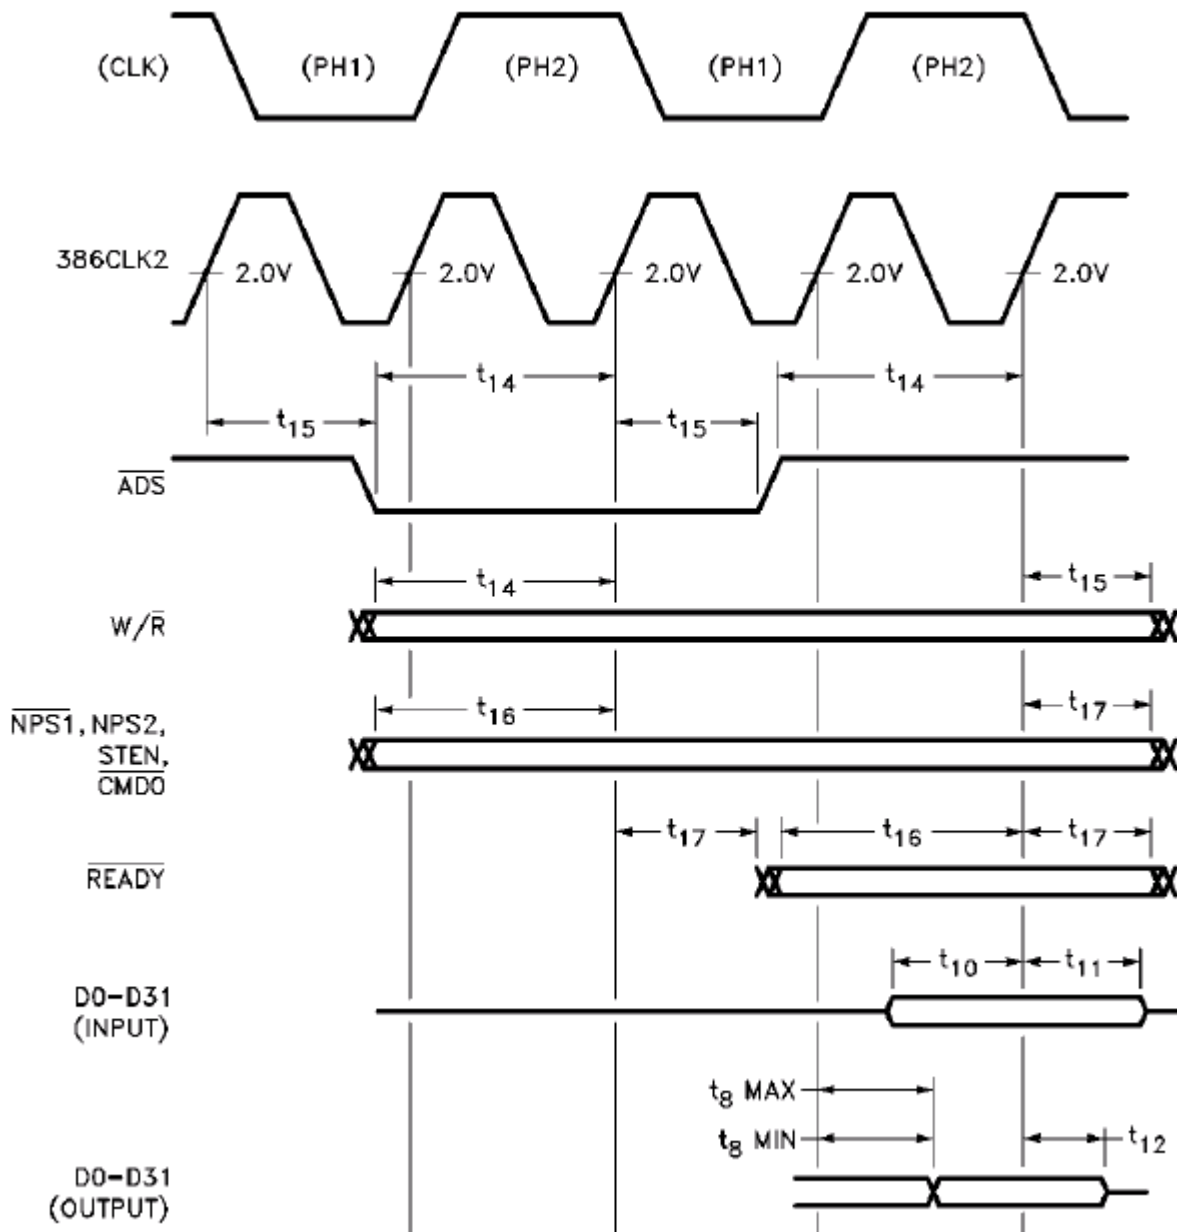 (CLK) (PH1) (PH2) (PH1) (PH2)
386CLK2 2.0V 2.0V 2.0V 2.0V 2.0V
t14 t14
t15 t15
ADS
t14 t15
W/R
t16 t17
NPS1, NPS2,
STEN,
CMD0
t17 t16 t17
READY
t10 t11
D0-D31
(INPUT)
t8 MAX
t8 MIN t12
D0-D31
(OUTPUT)